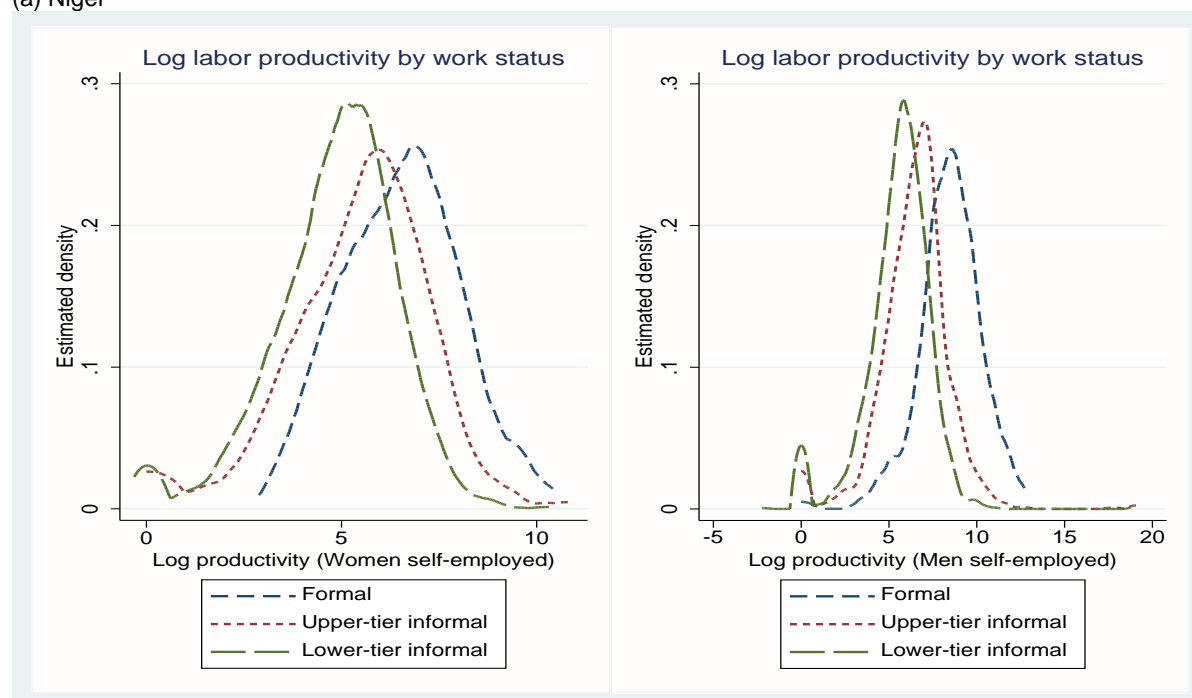 (a) Niger
Log labor productivity by work status
.3
.2
.1
0
Estimated density
0 5 10
Log productivity (Women self-employed)
Formal
Upper-tier informal
Lower-tier informal
Log labor productivity by work status
.3
.2
.1
0
Estimated density
-5 0 5 10 15 20
Log productivity (Men self-employed)
Formal
Upper-tier informal
Lower-tier informal